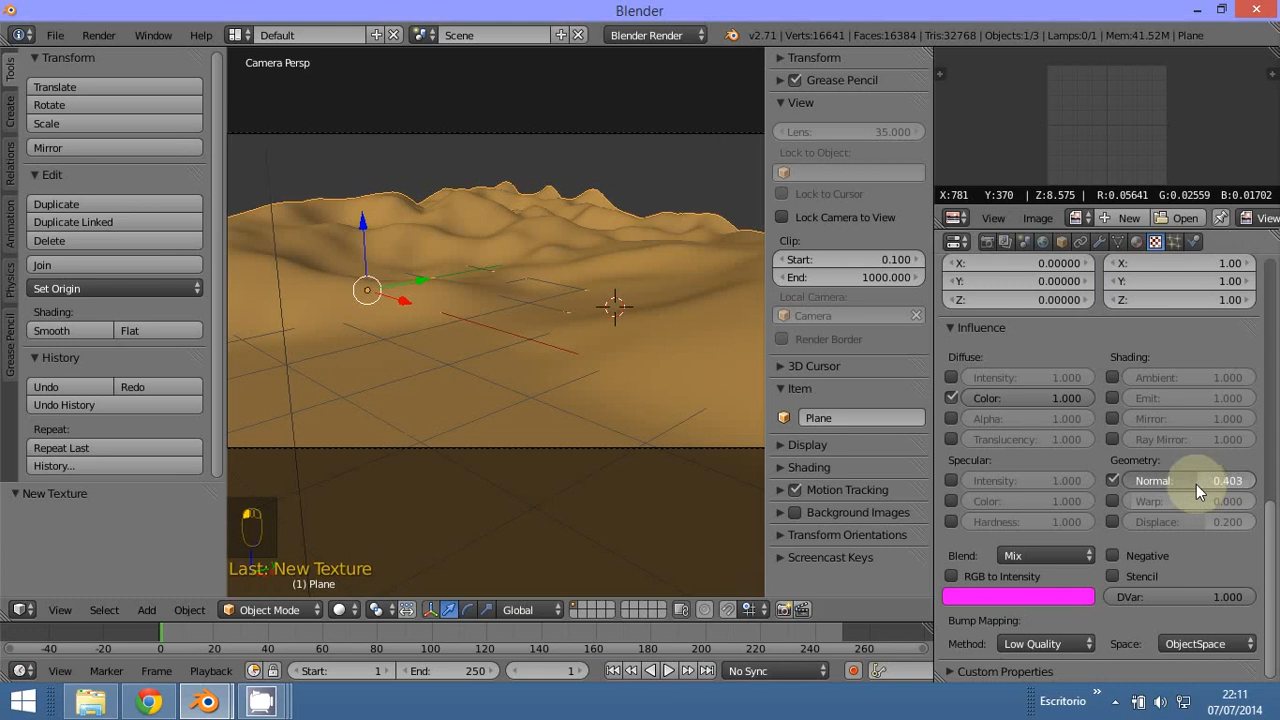 Blender
File Render Window Help Default Scene Blender Render v2.71 | Verts:16641 | Faces:16384 | Tris:32768 | Objects:1/3 | Lamps:0/1 | Mem:41.52M | Plane
Tools
Create
Relations
Animation
Physics
Grease Pencil
Transform
Translate
Rotate
Scale
Mirror
Edit
Duplicate
Duplicate Linked
Delete
Join
Set Origin
Shading:
Smooth Flat
History
Undo Redo
Undo History
Repeat:
Repeat Last
History...
New Texture
Camera Persp
Last: New Texture
(1) Plane
Transform
Grease Pencil
View
Lens: 35.000
Lock to Object:
Lock to Cursor
Lock Camera to View
Clip:
Start: 0.100
End: 1000.000
Local Camera:
Camera
Render Border
3D Cursor
Item
Plane
Display
Shading
Motion Tracking
Background Images
Transform Orientations
Screencast Keys
X:781 Y:370 | Z:8.575 | R:0.05641 G:0.02559 B:0.01702
View Image New Open View
X: 0.00000 X: 1.00
Y: 0.00000 Y: 1.00
Z: 0.00000 Z: 1.00
Influence
Diffuse: Shading:
Intensity: 1.000 Ambient: 1.000
Color: 1.000 Emit: 1.000
Alpha: 1.000 Mirror: 1.000
Translucency: 1.000 Ray Mirror: 1.000
Specular: Geometry:
Intensity: 1.000 Normal: 0.403
Color: 1.000 Warp: 0.000
Hardness: 1.000 Displace: 0.200
Blend: Mix Negative
RGB to Intensity Stencil
DVar: 1.000
Bump Mapping:
Method: Low Quality Space: ObjectSpace
Custom Properties
View Select Add Object Object Mode Global
-40 -20 0 20 40 60 80 100 120 140 160 180 200 220 240 260
View Marker Frame Playback Start: 1 End: 250 1 No Sync
Escritorio
22:11
07/07/2014